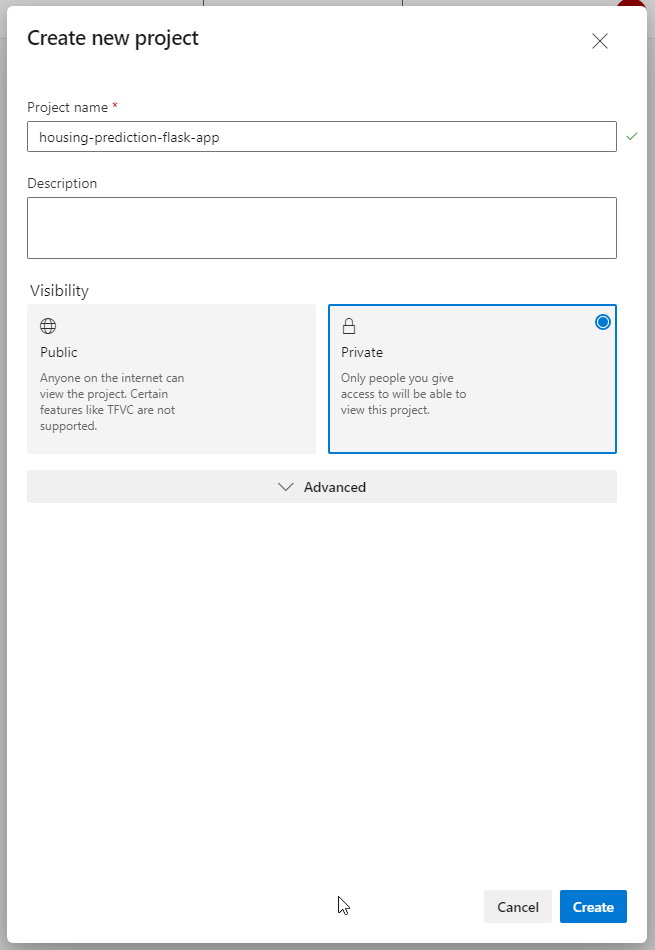 Create new project
Project name *
housing-prediction-flask-app
Description
Visibility
Public
Anyone on the internet can
view the project. Certain
features like TFVC are not
supported.
Private
Only people you give
access to will be able to
view this project.
Advanced
Cancel
Create